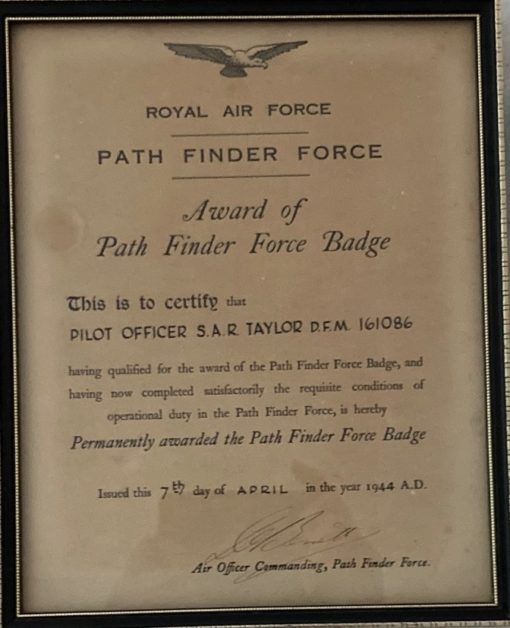 ROYAL AIR FORCE
PATH FINDER FORCE
Award of
Path Finder Force Badge
This is to certify that
PILOT OFFICER S.A.R. TAYLOR D.F.M. 161086
having qualified for the award of the Path Finder Force Badge, and
having now completed satisfactorily the requisite conditions of
operational duty in the Path Finder Force, is hereby
Permanently awarded the Path Finder Force Badge
Issued this 7th day of APRIL in the year 1944 A.D.
Air Officer Commanding, Path Finder Force.